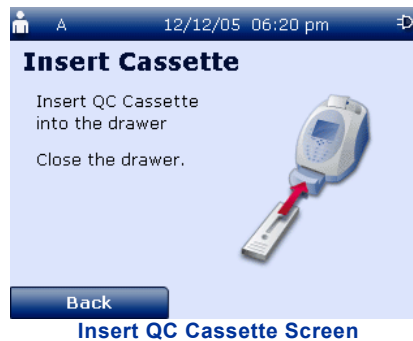 A 12/12/05 06:20 pm
Insert Cassette
Insert QC Cassette
into the drawer
Close the drawer.
Back
Insert QC Cassette Screen